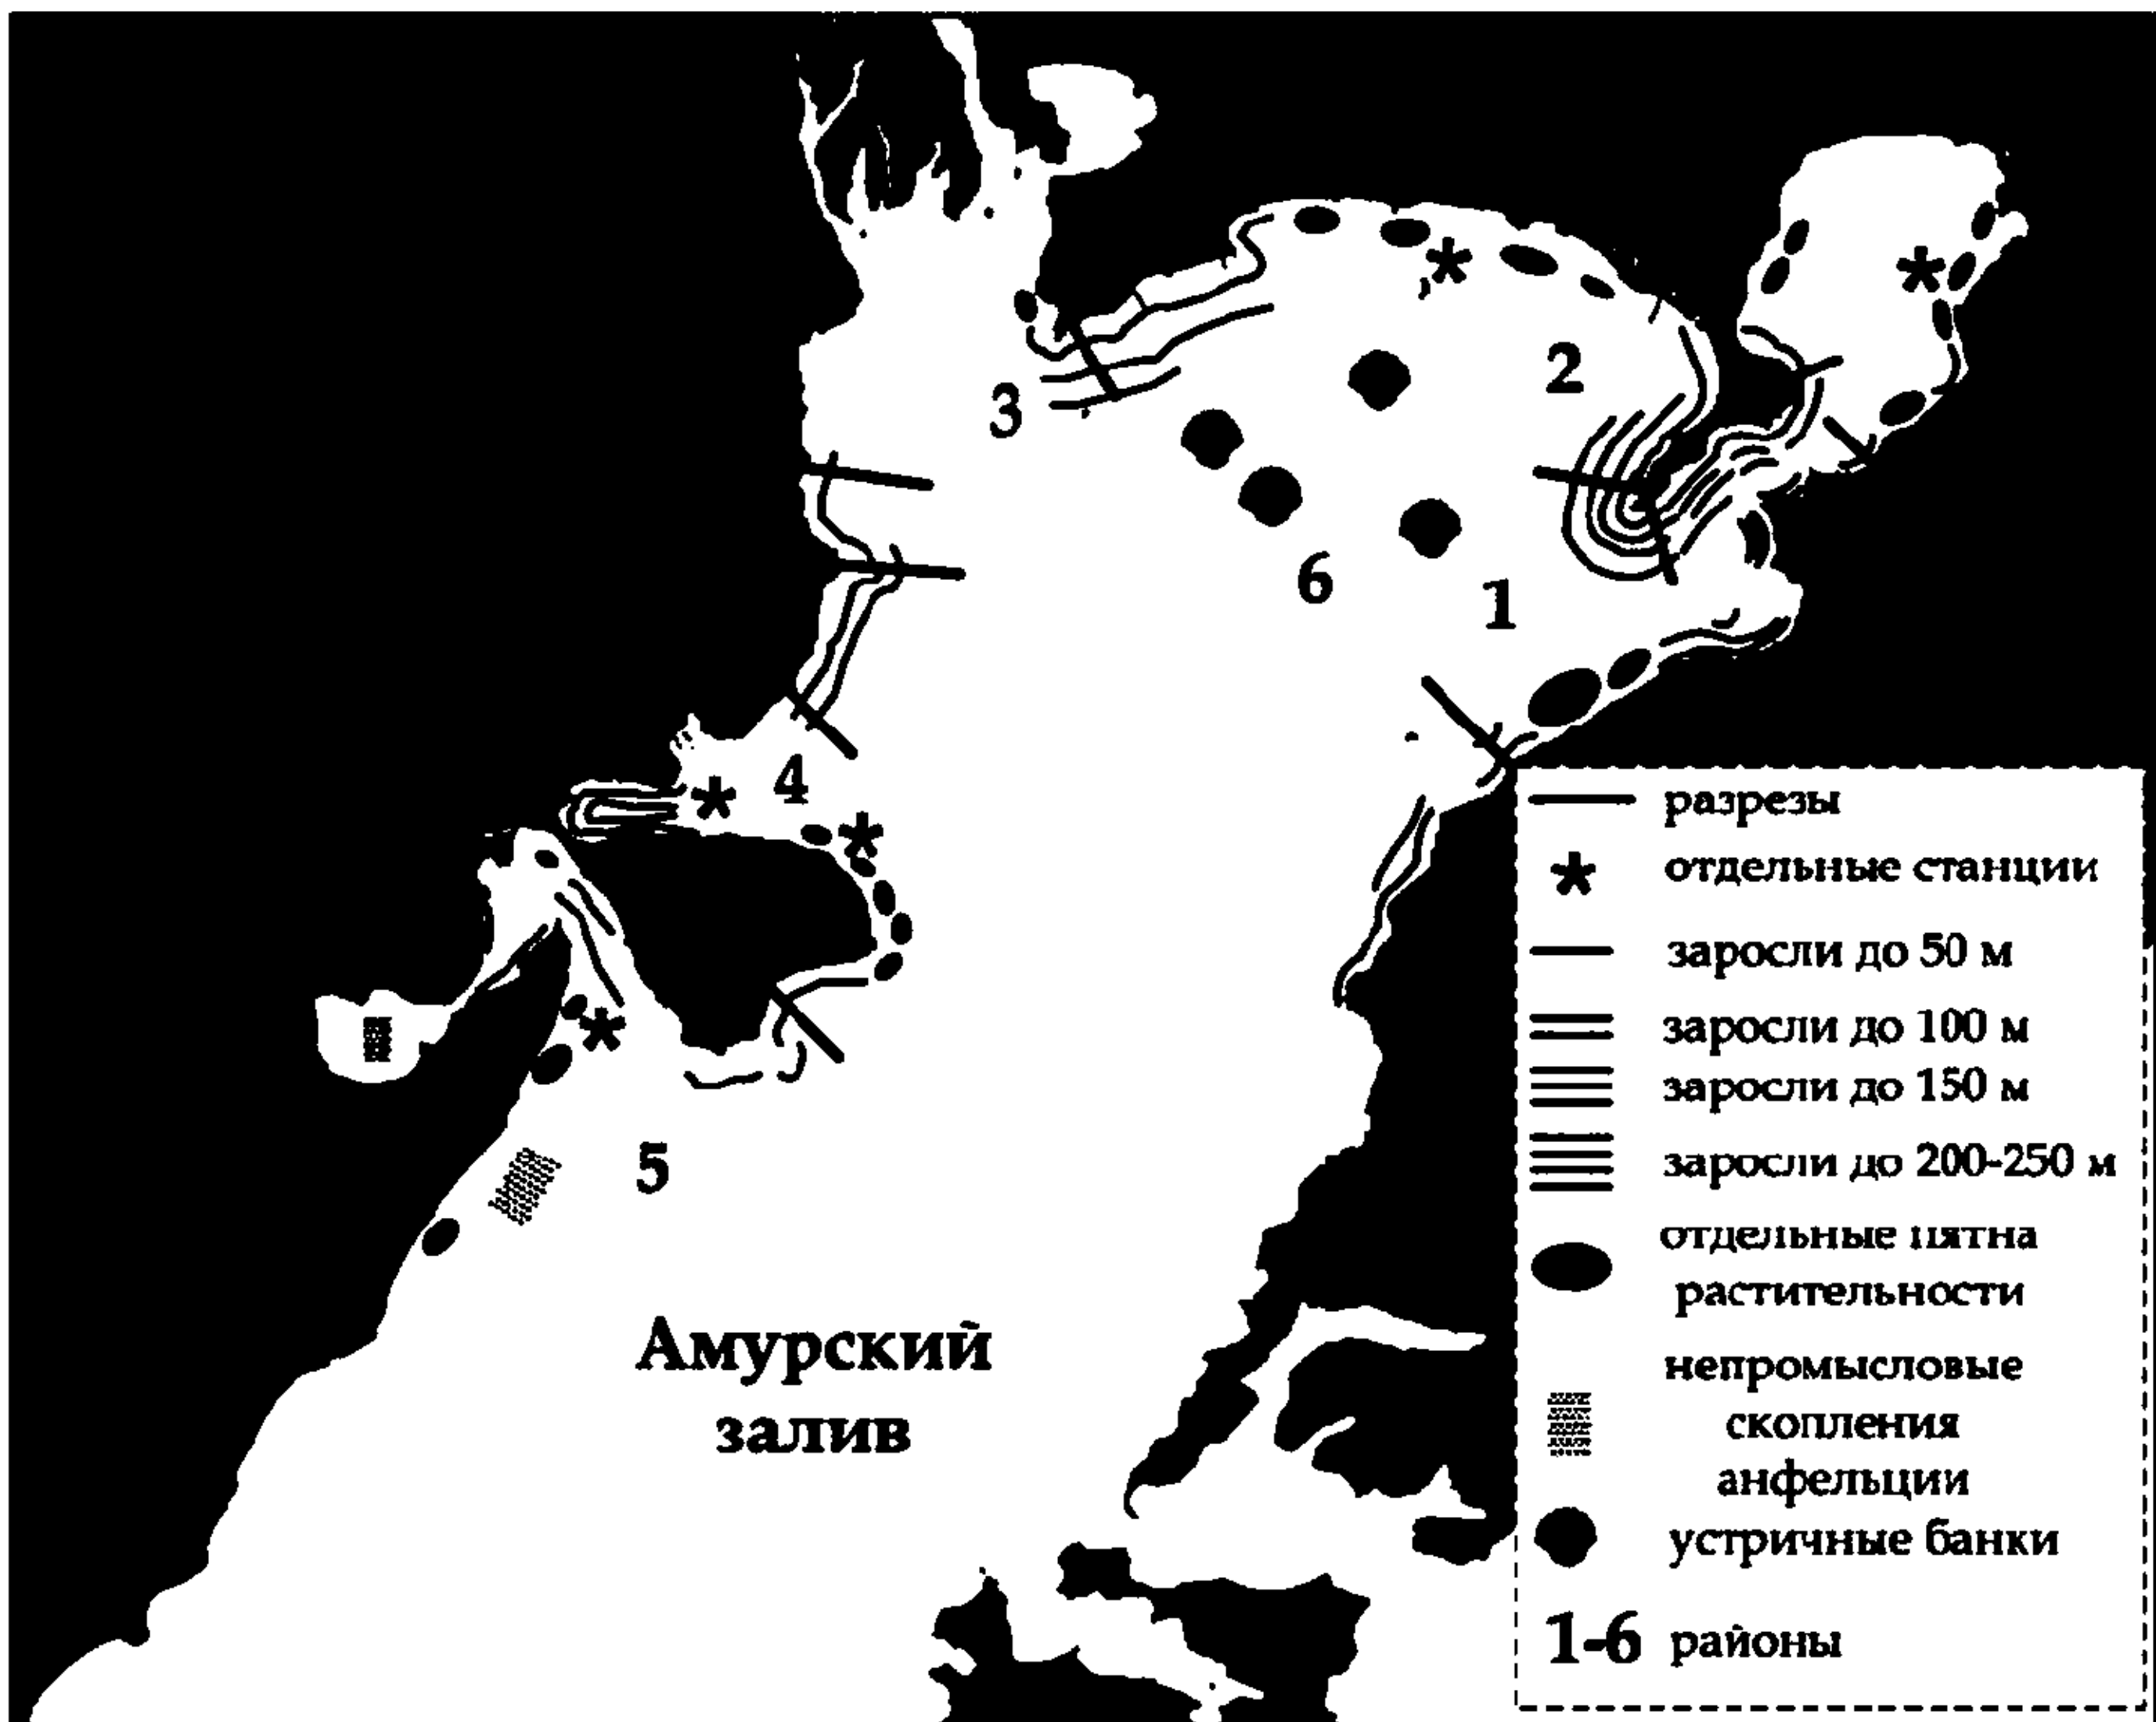 2
3
6
1
4
5
Амурский
залив
разрезы
отдельные станции
заросли до 50 м
заросли до 100 м
заросли до 150 м
заросли до 200-250 м
отдельные пятна
растительности
непромысловые
скопления
анфельции
устричные банки
1-6 районы